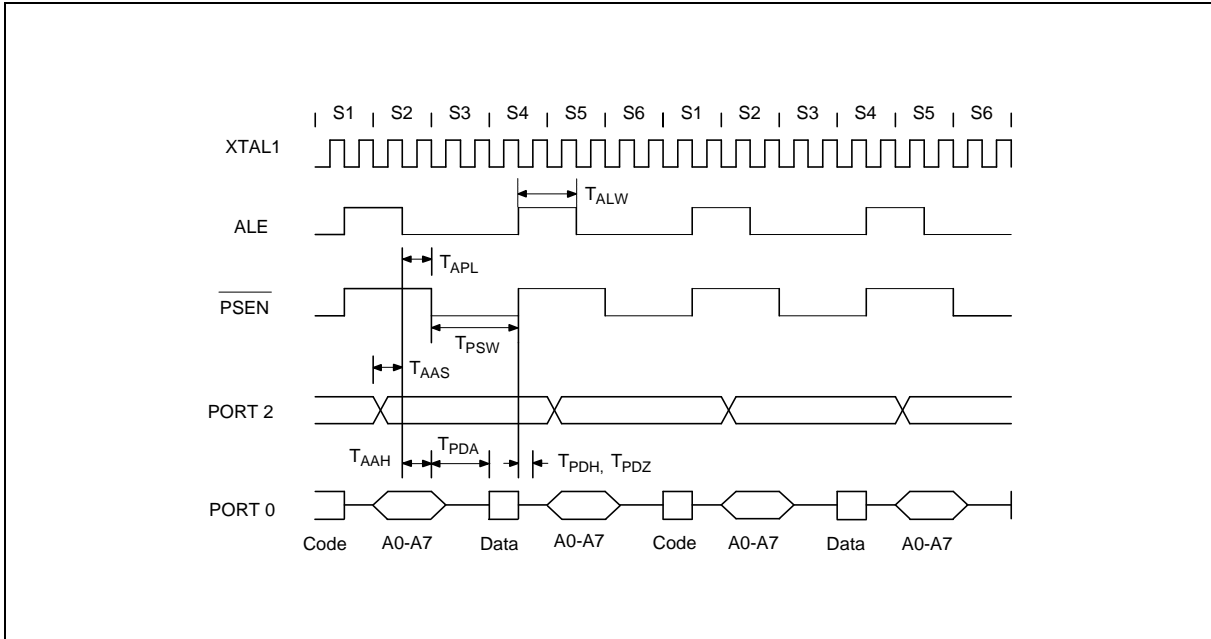 S1 S2 S3 S4 S5 S6 S1 S2 S3 S4 S5 S6
XTAL1
TALW
ALE
TAPL
PSEN
TPSW
TAAS
PORT 2
TAAH TPDA TPDH, TPDZ
PORT 0
Code A0-A7 Data A0-A7 Code A0-A7 Data A0-A7